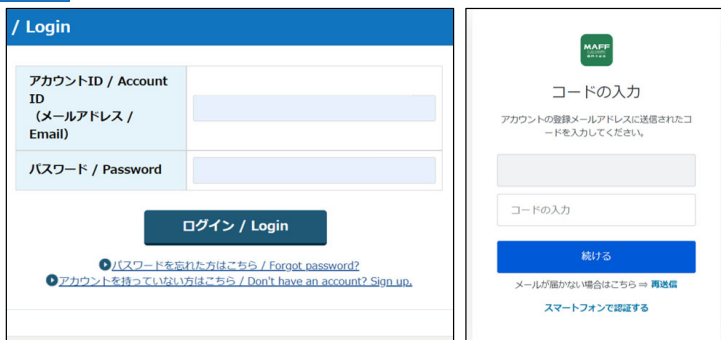 / Login
アカウントID / Account
ID
（メールアドレス /
Email）
パスワード / Password
ログイン / Login
パスワードを忘れた方はこちら / Forgot password?
アカウントを持っていない方はこちら / Don't have an account? Sign up.
MAFF
コードの入力
アカウントの登録メールアドレスに送信されたコ
ードを入力してください。
コードの入力
続ける
メールが届かない場合はこちら ⇒ 再送信
スマートフォンで認証する